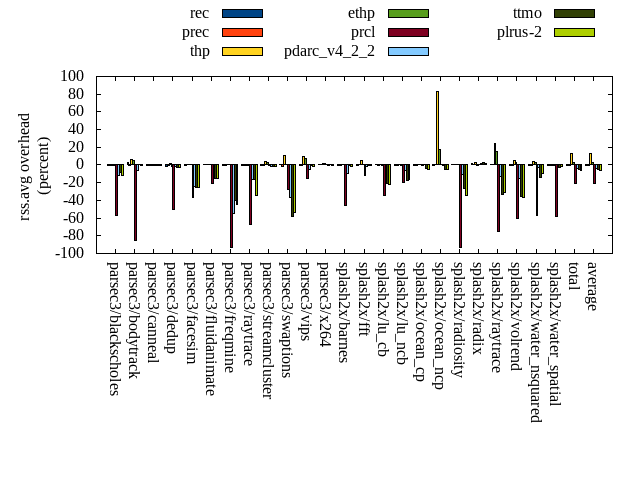 rec ethp ttmo
prec prcl plrus-2
thp pdarc_v4_2_2
rss.avg overhead
(percent)
100
80
60
40
20
0
-20
-40
-60
-80
-100
parsec3/blackscholes
parsec3/bodytrack
parsec3/canneal
parsec3/dedup
parsec3/facesim
parsec3/fluidanimate
parsec3/freqmine
parsec3/raytrace
parsec3/streamcluster
parsec3/swaptions
parsec3/vips
parsec3/x264
splash2x/barnes
splash2x/fft
splash2x/lu_cb
splash2x/lu_ncb
splash2x/ocean_cp
splash2x/ocean_ncp
splash2x/radiosity
splash2x/radix
splash2x/raytrace
splash2x/volrend
splash2x/water_nsquared
splash2x/water_spatial
total
average